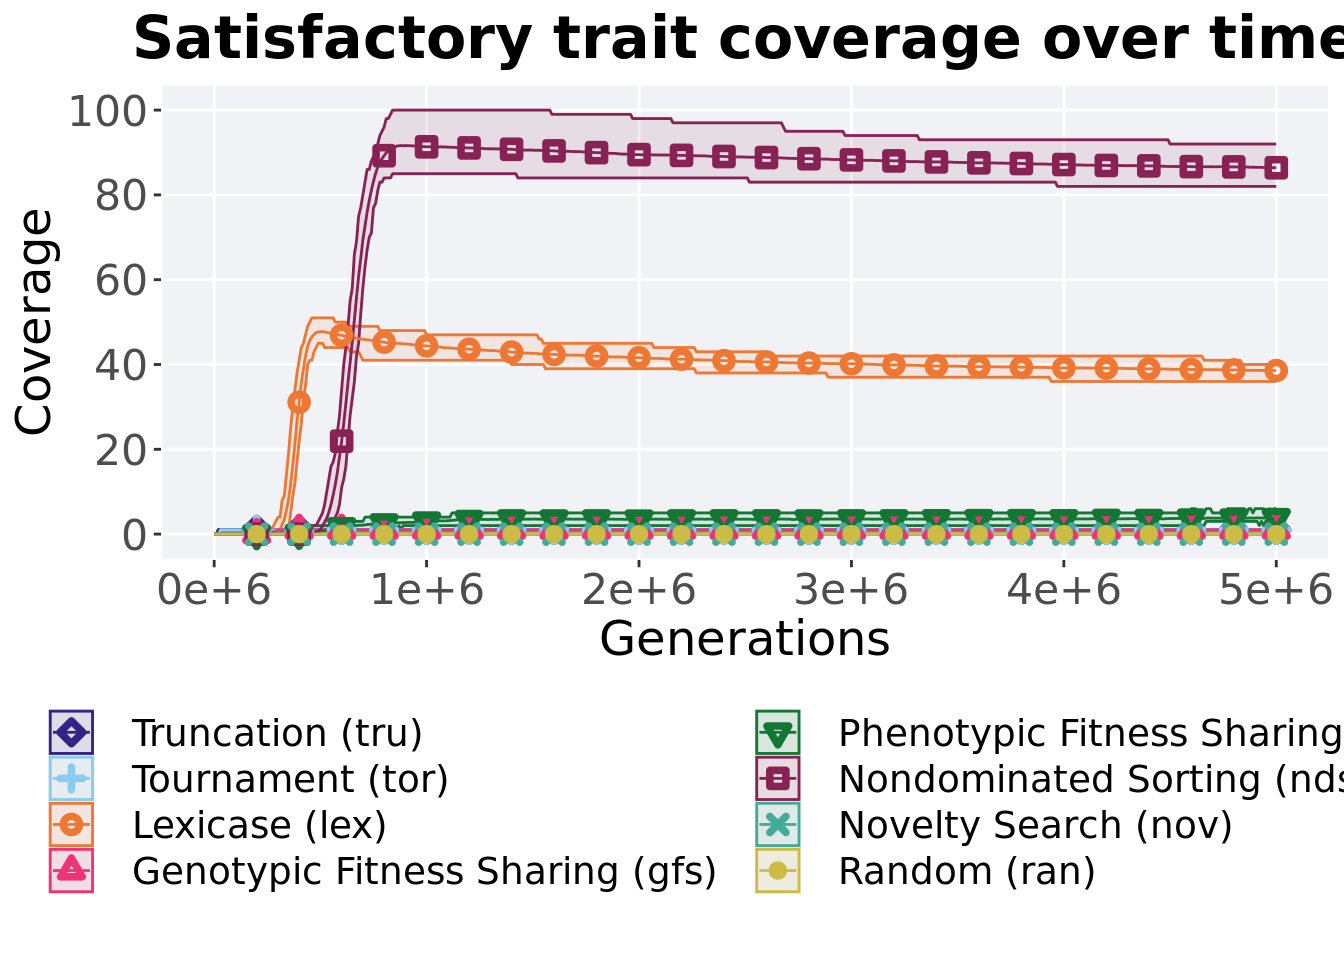 Satisfactory trait coverage over time
Coverage
100
80
60
40
20
0
0e+6 1e+6 2e+6 3e+6 4e+6 5e+6
Generations
Truncation (tru)
Tournament (tor)
Lexicase (lex)
Genotypic Fitness Sharing (gfs)
Phenotypic Fitness Sharing
Nondominated Sorting (nds
Novelty Search (nov)
Random (ran)